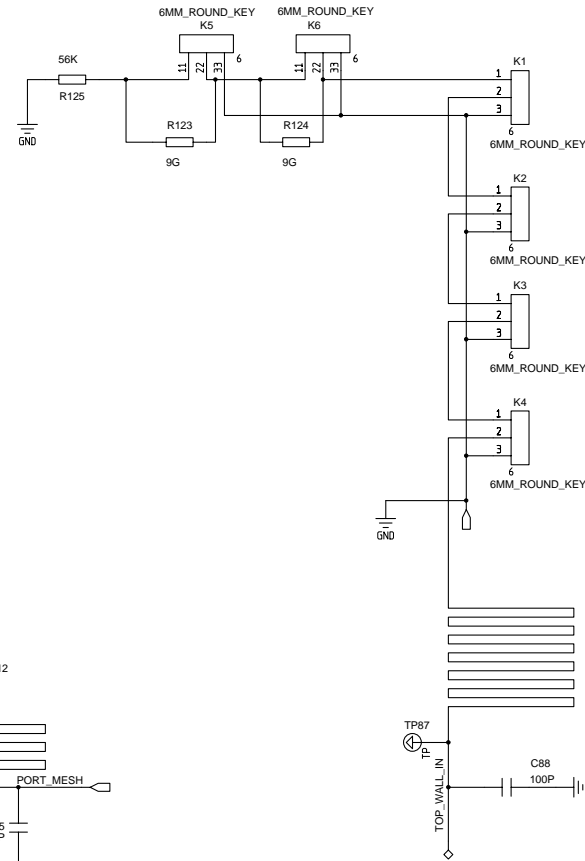 6MM_ROUND_KEY
K5
11
22
33
6
6MM_ROUND_KEY
K6
11
22
33
6
56K
R125
GND
R123
9G
R124
9G
K1
1
2
3
6
6MM_ROUND_KEY
K2
1
2
3
6
6MM_ROUND_KEY
K3
1
2
3
6
6MM_ROUND_KEY
K4
1
2
3
6
6MM_ROUND_KEY
GND
12
PORT_MESH
TP87
TP
TOP_WALL_IN
C88
100P